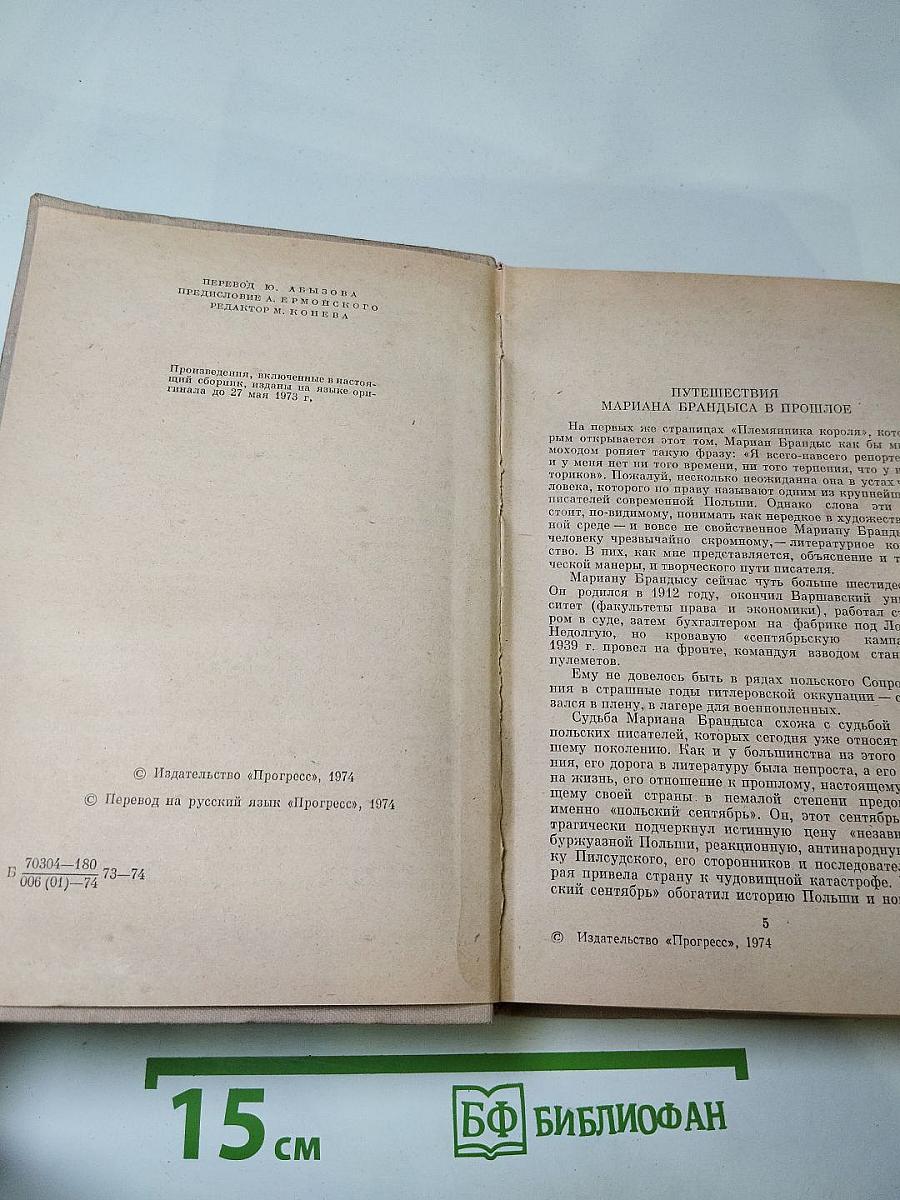 ПЕРЕВОД Ю. АБЫЗОВА
ПРЕДИСЛОВИЕ А. ЕРМОНСКОГО
РЕДАКТОР М. КОНЕВА
Произведения, включенные в настоя-
щий сборник, изданы на языке ори-
гинала до 27 мая 1973 г.
© Издательство «Прогресс», 1974
© Перевод на русский язык «Прогресс», 1974
Б 70304—180 73—74
006 (01)—74
ПУТЕШЕСТВИЯ
МАРИАНА БРАНДЫСА В ПРОШЛОЕ
На первых же страницах «Племянника короля», кото-
рым открывается этот том, Мариан Брандыс как бы ми
моходом роняет такую фразу: «Я всего-навсего репорте
и у меня нет ни того времени, ни того терпения, что у и
ториков». Пожалуй, несколько неожиданна она в устах ч
ловека, которого по праву называют одним из крупнейш
писателей современной Польши. Однако слова эти
стоит, по-видимому, понимать как нередкое в художеств
ной среде — и вовсе не свойственное Мариану Бранды
человеку чрезвычайно скромному,— литературное ко
ство. В них, как мне представляется, объяснение и т
ческой манеры, и творческого пути писателя.
Мариану Брандысу сейчас чуть больше шестидес
Он родился в 1912 году, окончил Варшавский уни
ситет (факультеты права и экономики), работал с
ром в суде, затем бухгалтером на фабрике под Ло
Недолгую, но кровавую «сентябрьскую кампа
1939 г. провел на фронте, командуя взводом стан
пулеметов.
Ему не довелось быть в рядах польского Сопро
ния в страшные годы гитлеровской оккупации — о
зался в плену, в лагере для военнопленных.
Судьба Мариана Брандыса схожа с судьбой
польских писателей, которых сегодня уже относят
шему поколению. Как и у большинства из этого
ния, его дорога в литературу была непроста, а его
на жизнь, его отношение к прошлому, настоящему
щему своей страны в немалой степени предо
именно «польский сентябрь». Он, этот сентябрь
трагически подчеркнул истинную цену «незави
буржуазной Польши, реакционную, антинародную
ку Пилсудского, его сторонников и последовател
рая привела страну к чудовищной катастрофе.
ский сентябрь» обогатил историю Польши и но
5
© Издательство «Прогресс», 1974
15 см
БФ БИБЛИОФАН